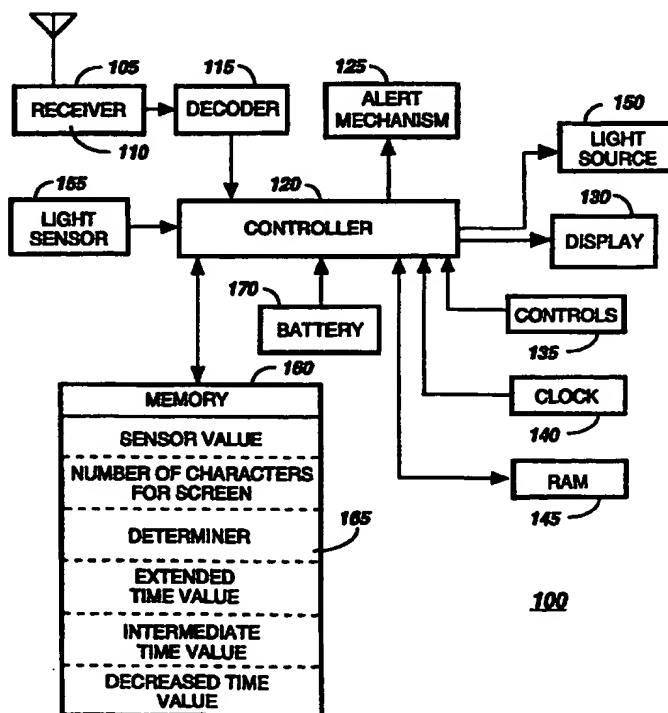 105
RECEIVER
110
115
DECODER
125
ALERT
MECHANISM
150
LIGHT
SOURCE
155
LIGHT
SENSOR
120
CONTROLLER
130
DISPLAY
170
BATTERY
CONTROLS
135
CLOCK
140
RAM
145
160
MEMORY
SENSOR VALUE
NUMBER OF CHARACTERS
FOR SCREEN
DETERMINER
165
EXTENDED
TIME VALUE
INTERMEDIATE
TIME VALUE
DECREASED TIME
VALUE
100